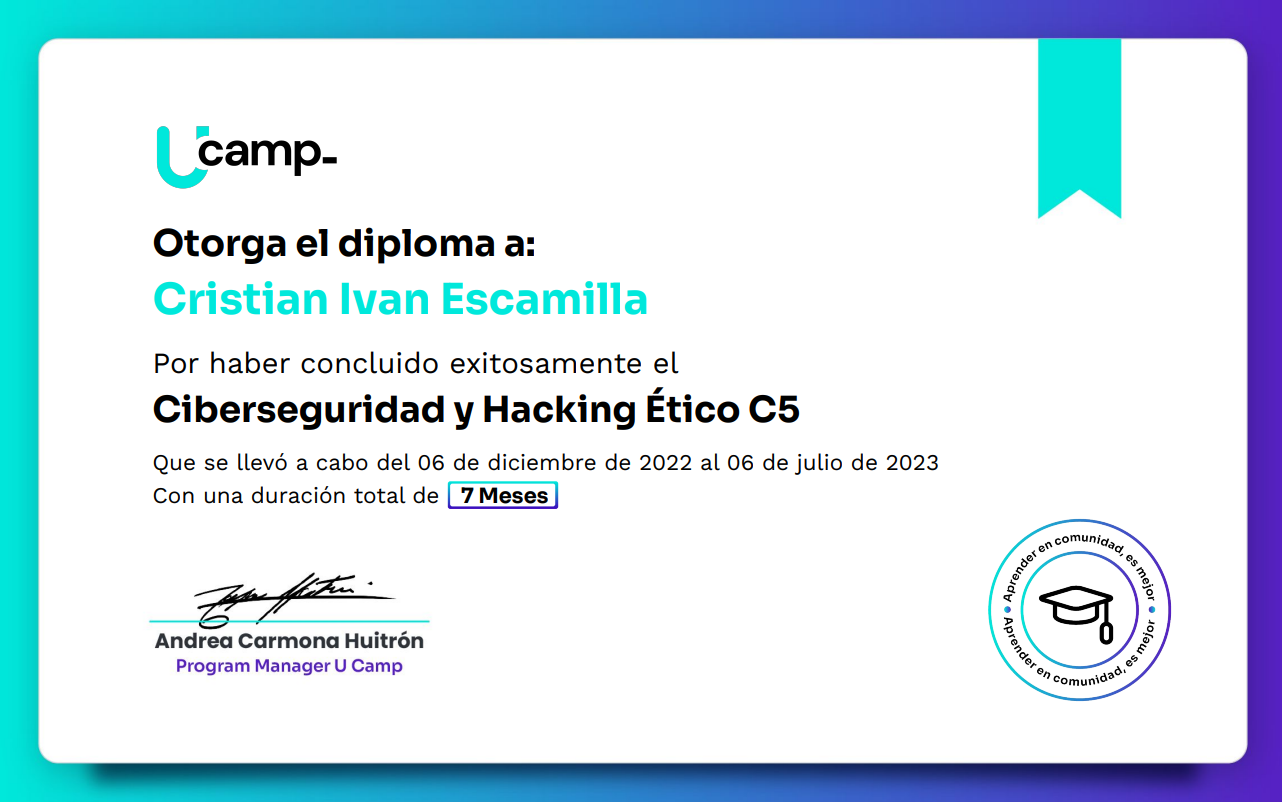 Ucamp
Otorga el diploma a:
Cristian Ivan Escamilla
Por haber concluido exitosamente el
Ciberseguridad y Hacking Ético C5
Que se llevó a cabo del 06 de diciembre de 2022 al 06 de julio de 2023
Con una duración total de 7 Meses
Andrea Carmona Huitrón
Program Manager U Camp
Aprender en comunidad, es mejor
Aprender en comunidad, es mejor